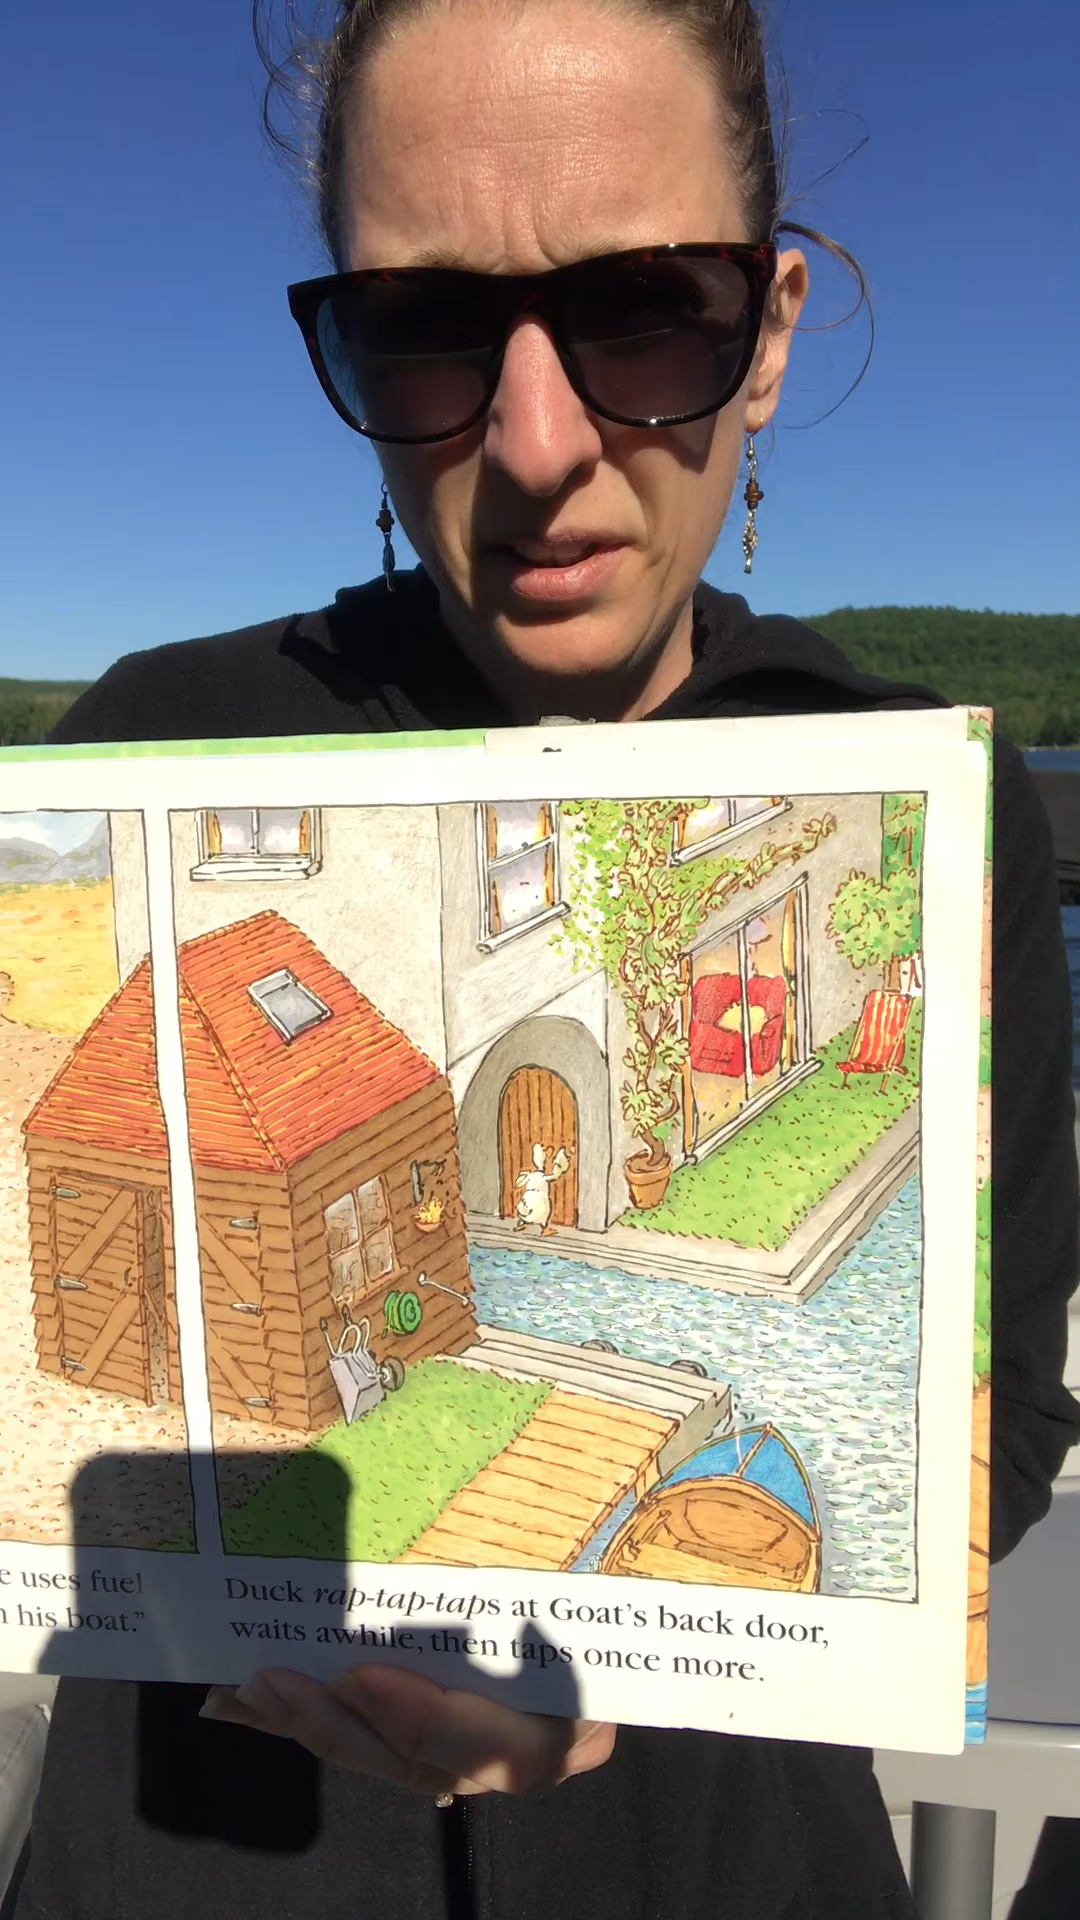 e uses fuel
his boat.”
Duck rap-tap-taps at Goat’s back door,
waits awhile, then taps once more.